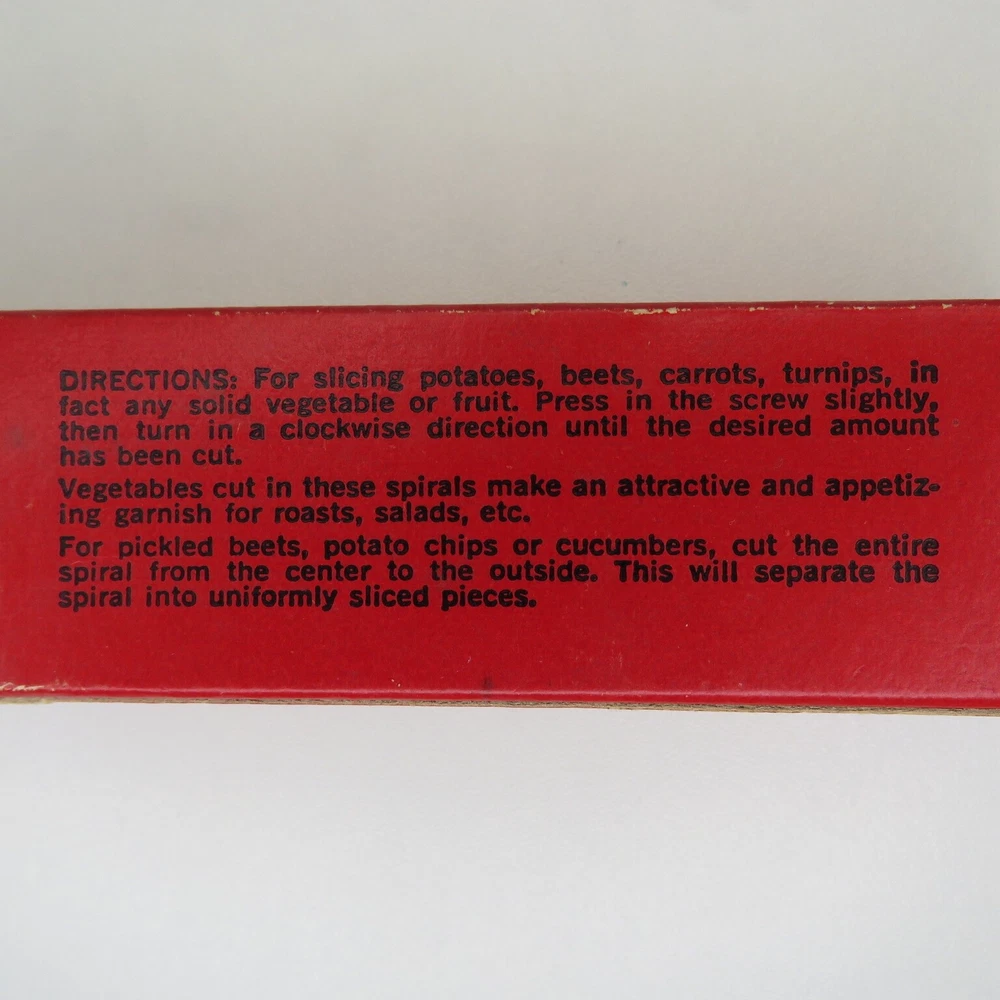 DIRECTIONS: For slicing potatoes, beets, carrots, turnips, in
fact any solid vegetable or fruit. Press in the screw slightly,
then turn in a clockwise direction until the desired amount
has been cut.
Vegetables cut in these spirals make an attractive and appetiz-
ing garnish for roasts, salads, etc.
For pickled beets, potato chips or cucumbers, cut the entire
spiral from the center to the outside. This will separate the
spiral into uniformly sliced pieces.